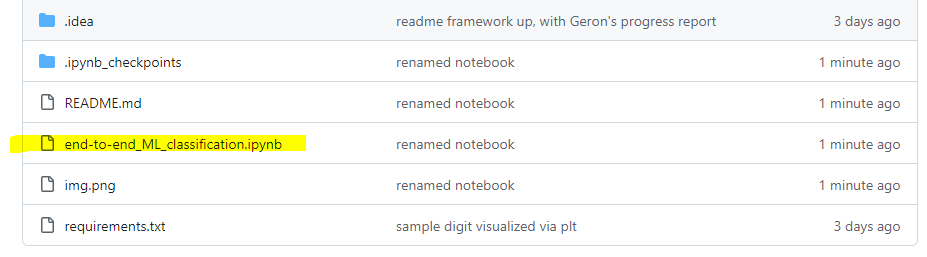 .idea readme framework up, with Geron's progress report 3 days ago
.ipynb_checkpoints renamed notebook 1 minute ago
README.md renamed notebook 1 minute ago
end-to-end_ML_classification.ipynb renamed notebook 1 minute ago
img.png renamed notebook 1 minute ago
requirements.txt sample digit visualized via plt 3 days ago